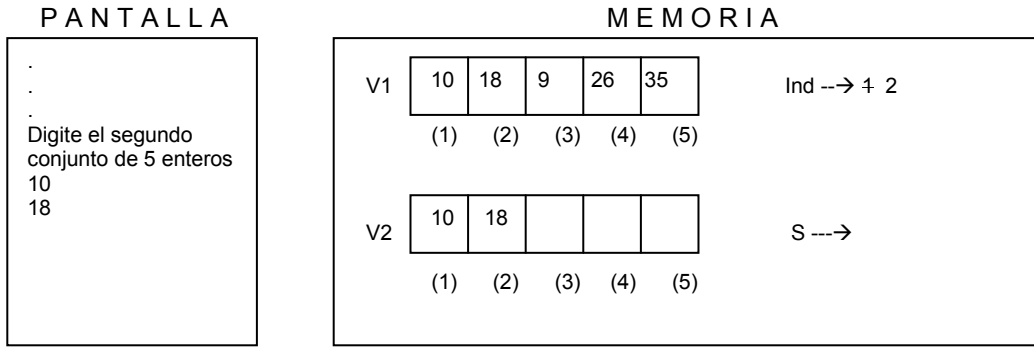 P A N T A L L A
M E M O R I A
.
.
.
Digite el segundo
conjunto de 5 enteros
10
18
V1 10 18 9 26 35 Ind --→ 1 2
(1) (2) (3) (4) (5)
V2 10 18 S ---→
(1) (2) (3) (4) (5)